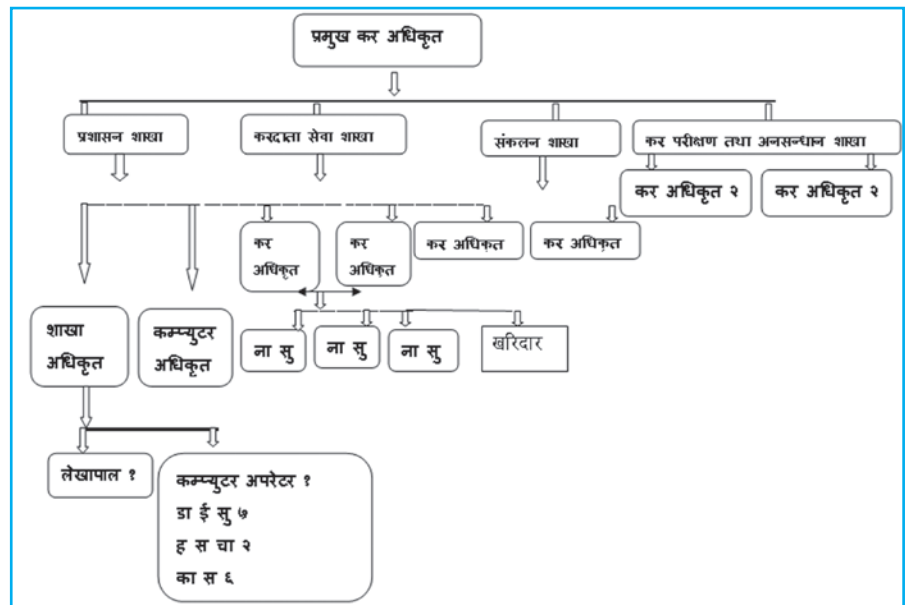 प्रमुख कर अधिकृत
प्रशासन शाखा
करदाता सेवा शाखा
संकलन शाखा
कर परीक्षण तथा अनसन्धान शाखा
कर अधिकृत २
कर अधिकृत २
कर
अधिकृत
कर
अधिकृत
कर अधिकृत
कर अधिकृत
शाखा
अधिकृत
कम्प्युटर
अधिकृत
ना सु
ना सु
ना सु
खरिदार
लेखापाल १
कम्प्युटर अपरेटर १
डा ई सु ७
ह स चा २
का स ६